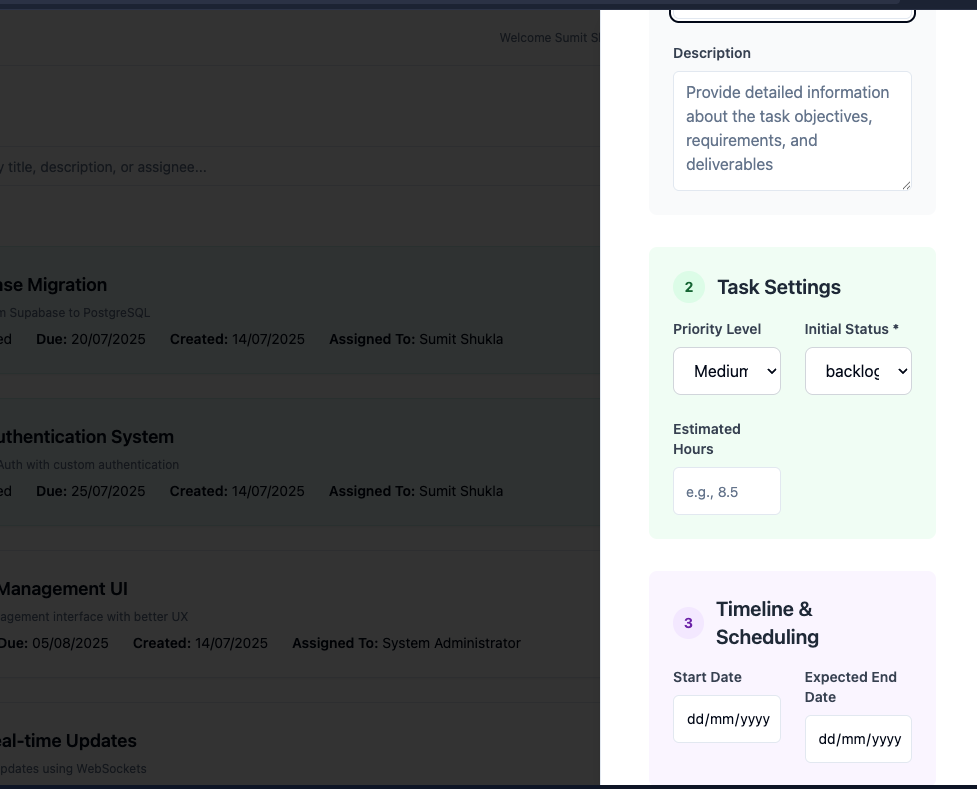 Welcome Sumit S
y title, description, or assignee...
se Migration
m Supabase to PostgreSQL
ed Due: 20/07/2025 Created: 14/07/2025 Assigned To: Sumit Shukla
uthentication System
Auth with custom authentication
ed Due: 25/07/2025 Created: 14/07/2025 Assigned To: Sumit Shukla
Management UI
agement interface with better UX
Due: 05/08/2025 Created: 14/07/2025 Assigned To: System Administrator
eal-time Updates
pdates using WebSockets
Description
Provide detailed information
about the task objectives,
requirements, and
deliverables
2 Task Settings
Priority Level Initial Status *
Medium backlog
Estimated
Hours
e.g., 8.5
3 Timeline &
Scheduling
Start Date Expected End
Date
dd/mm/yyyy
dd/mm/yyyy